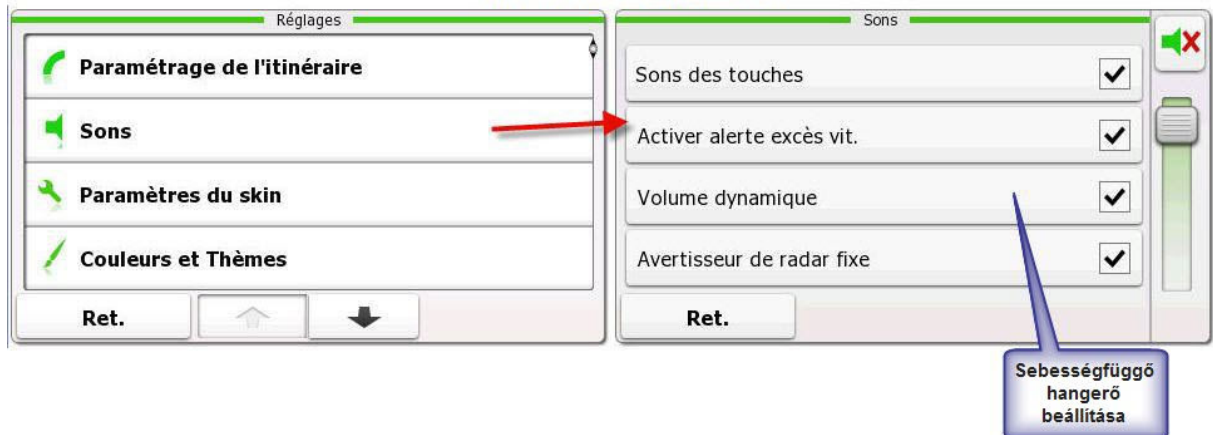 Réglages
Paramétrage de l'itinéraire
Sons
Paramètres du skin
Couleurs et Thèmes
Ret.
Sons
Sons des touches
Activer alerte excès vit.
Volume dynamique
Avertisseur de radar fixe
Ret.
Sebességfüggő
hangerő
beállítása